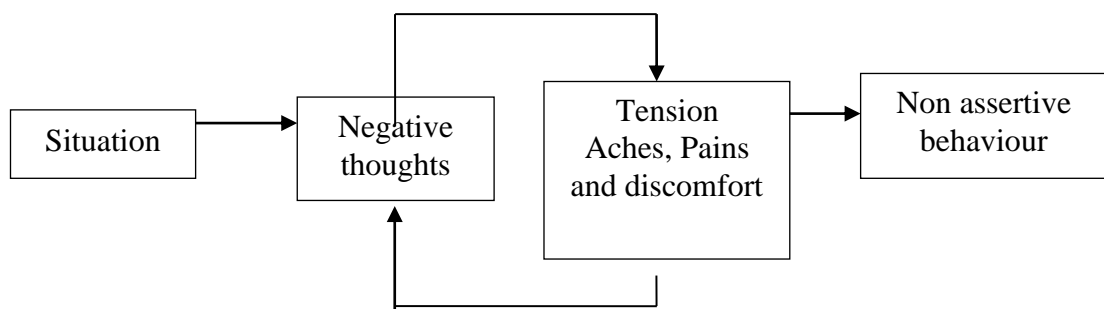 Situation
Negative
thoughts
Tension
Aches, Pains
and discomfort
Non assertive
behaviour